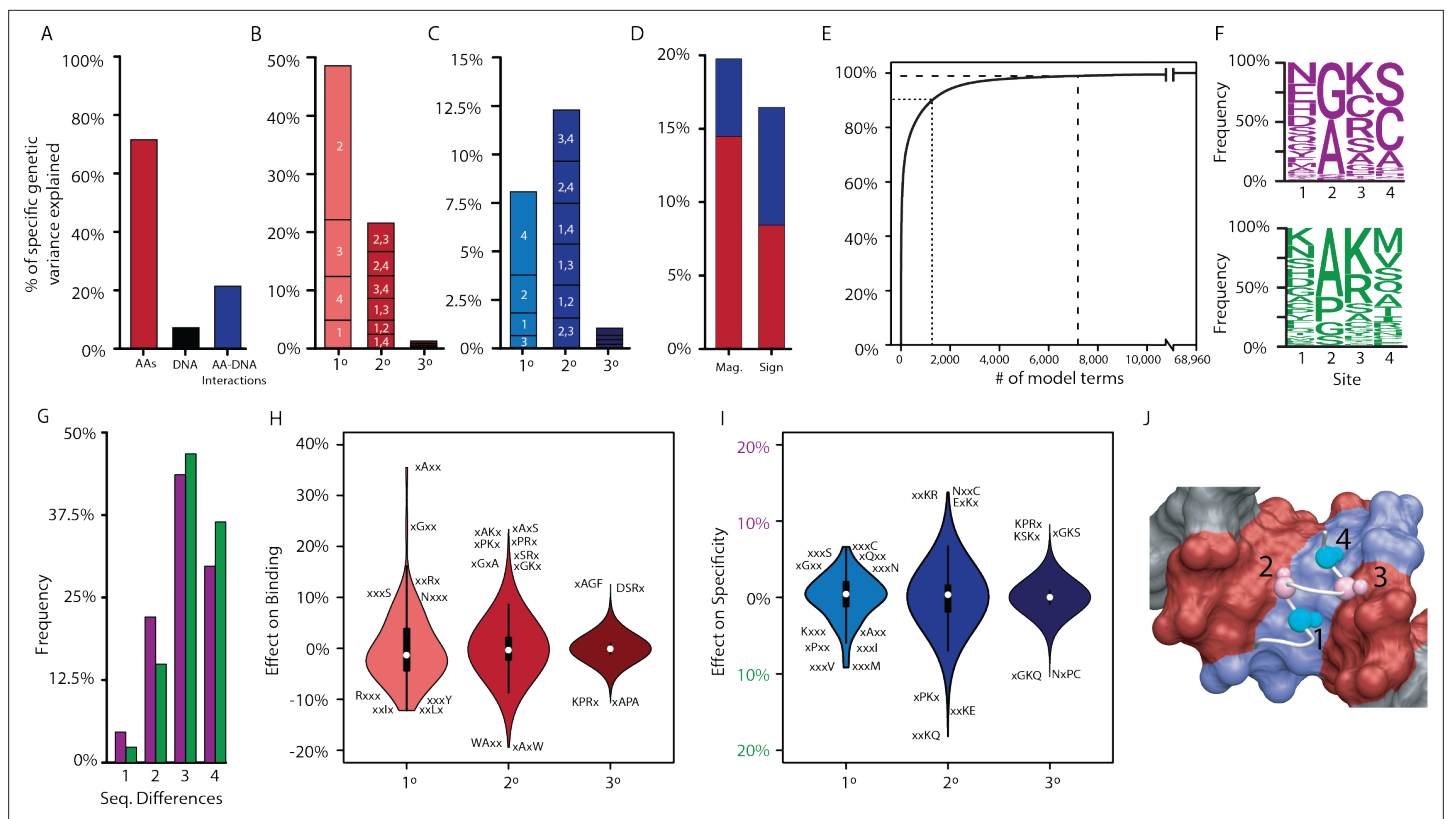 A
% of specific genetic
variance explained
100%
80%
60%
40%
20%
0%
AAs
DNA
AA-DNA
Interactions
B
50%
40%
30%
20%
10%
0%
2
3
4
1
2,3
2,4
3,4
1,3
1,2
1,4
1º 2º 3º
C
15%
12.5%
10%
7.5%
5%
2.5%
0%
4
2
1
3
3,4
2,4
1,4
1,3
1,2
2,3
1º 2º 3º
D
20%
15%
10%
5%
0%
Mag. Sign
E
100%
80%
60%
40%
20%
0%
0 2,000 4,000 6,000 8,000 10,000 68,960
# of model terms
F
Frequency
100%
50%
0%
N G K S
E A C C
R A
S
A
1 2 3 4
Frequency
100%
50%
0%
K A K M
N P R V
G S S
S A Q
A
T
1 2 3 4
Site
G
Frequency
50%
37.5%
25%
12.5%
0%
1 2 3 4
Seq. Differences
H
Effect on Binding
40%
30%
20%
10%
0%
-10%
-20%
xAxx
xGxx
xxRx
xxxS
Nxxx
Rxxx
xxIx
xxxY
xxLx
xAKx
xPKx
xGxA
xAxS
xPRx
xSRx
xGKx
WAxx
xAxW
xAGF
DSRx
KPRx
xAPA
1º 2º 3º
I
Effect on Specificity
20%
10%
0%
10%
20%
xxxS
xGxx
xxxC
xQxx
xxxN
Kxxx
xPxx
xxxV
xAxx
xxxI
xxxM
xxKR
NxxC
ExKx
xPKx
xxKE
xxKQ
KPRx
KSKx
xGKS
xGKQ
NxPC
1º 2º 3º
J
4
2
3
1